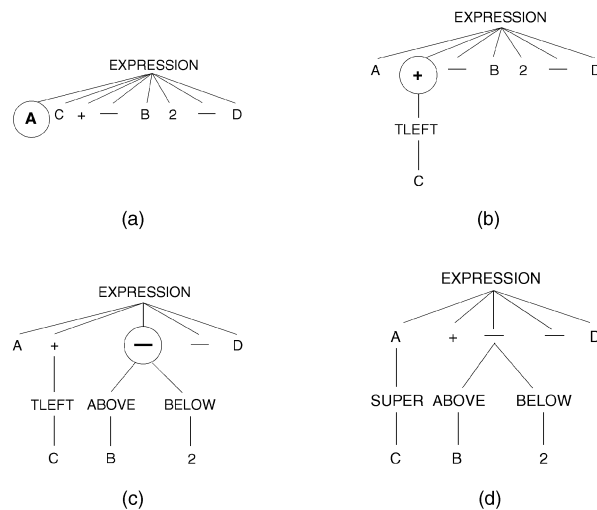 EXPRESSION
A C + — B 2 — D
(a)
EXPRESSION
A + — B 2 — D
TLEFT
C
(b)
EXPRESSION
A + — — D
TLEFT ABOVE BELOW
C B 2
(c)
EXPRESSION
A + — — D
SUPER ABOVE BELOW
C B 2
(d)